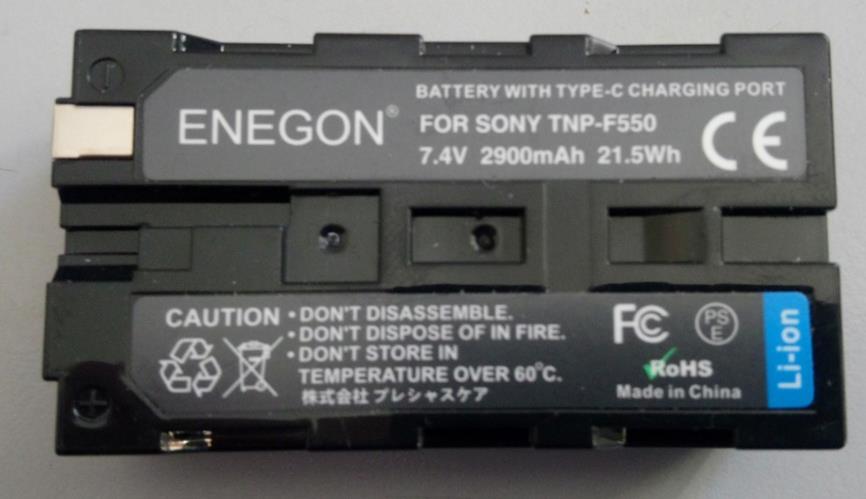 BATTERY WITH TYPE-C CHARGING PORT
ENEGON®
FOR SONY TNP-F550
7.4V 2900mAh 21.5Wh
CE
CAUTION
• DON'T DISASSEMBLE.
• DON'T DISPOSE OF IN FIRE.
• DON'T STORE IN
TEMPERATURE OVER 60°C.
株式会社 プレシャスケア
FC
PS
E
RoHS
Made in China
Li-ion